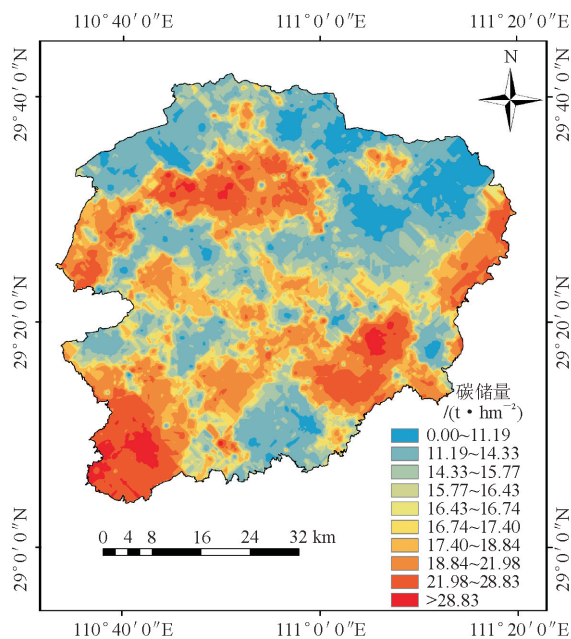 110°40′0″E
111°0′0″E
111°20′0″E
N
29°40′0″N
29°40′0″N
29°20′0″N
29°20′0″N
29°0′0″N
29°0′0″N
碳储量
/(t·hm⁻²)
0.00~11.19
11.19~14.33
14.33~15.77
15.77~16.43
16.43~16.74
16.74~17.40
17.40~18.84
18.84~21.98
21.98~28.83
>28.83
0 4 8 16 24 32 km
110°40′0″E
111°0′0″E
111°20′0″E